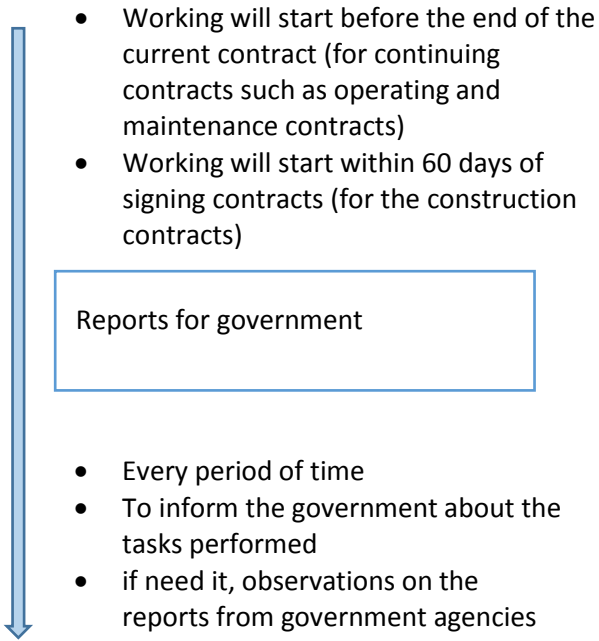 • Working will start before the end of the
current contract (for continuing
contracts such as operating and
maintenance contracts)
• Working will start within 60 days of
signing contracts (for the construction
contracts)
Reports for government
• Every period of time
• To inform the government about the
tasks performed
• if need it, observations on the
reports from government agencies